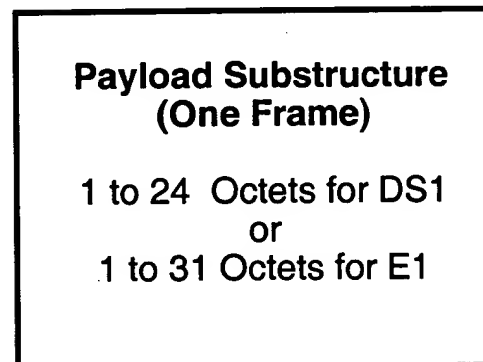 Payload Substructure
(One Frame)
1 to 24 Octets for DS1
or
1 to 31 Octets for E1